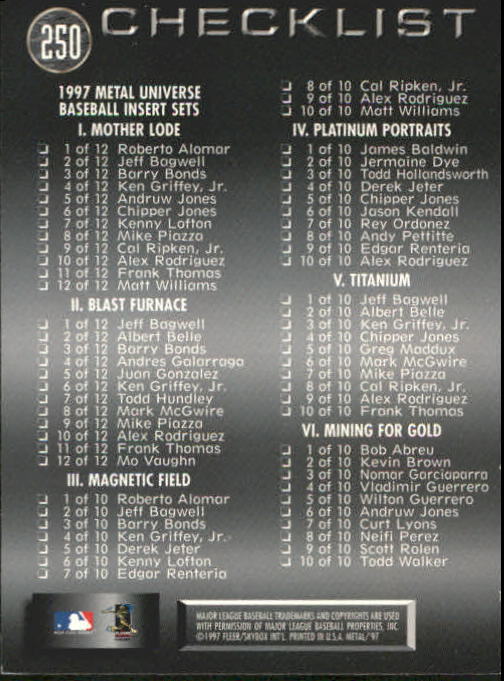 250
CHECKLIST
1997 METAL UNIVERSE
BASEBALL INSERT SETS
I. MOTHER LODE
1 of 12 Roberto Alomar
2 of 12 Jeff Bagwell
3 of 12 Barry Bonds
4 of 12 Ken Griffey, Jr.
5 of 12 Andruw Jones
6 of 12 Chipper Jones
7 of 12 Kenny Lofton
8 of 12 Mike Piazza
9 of 12 Cal Ripken, Jr.
10 of 12 Alex Rodriguez
11 of 12 Frank Thomas
12 of 12 Matt Williams
II. BLAST FURNACE
1 of 12 Jeff Bagwell
2 of 12 Albert Belle
3 of 12 Barry Bonds
4 of 12 Andres Galarraga
5 of 12 Juan Gonzalez
6 of 12 Ken Griffey, Jr.
7 of 12 Todd Hundley
8 of 12 Mark McGwire
9 of 12 Mike Piazza
10 of 12 Alex Rodriguez
11 of 12 Frank Thomas
12 of 12 Mo Vaughn
III. MAGNETIC FIELD
1 of 10 Roberto Alomar
2 of 10 Jeff Bagwell
3 of 10 Barry Bonds
4 of 10 Ken Griffey, Jr.
5 of 10 Derek Jeter
6 of 10 Kenny Lofton
7 of 10 Edgar Renteria
8 of 10 Cal Ripken, Jr.
9 of 10 Alex Rodriguez
10 of 10 Matt Williams
IV. PLATINUM PORTRAITS
1 of 10 James Baldwin
2 of 10 Jermaine Dye
3 of 10 Todd Hollandsworth
4 of 10 Derek Jeter
5 of 10 Chipper Jones
6 of 10 Jason Kendall
7 of 10 Rey Ordonez
8 of 10 Andy Pettitte
9 of 10 Edgar Renteria
10 of 10 Alex Rodriguez
V. TITANIUM
1 of 10 Jeff Bagwell
2 of 10 Albert Belle
3 of 10 Ken Griffey, Jr.
4 of 10 Chipper Jones
5 of 10 Greg Maddux
6 of 10 Mark McGwire
7 of 10 Mike Piazza
8 of 10 Cal Ripken, Jr.
9 of 10 Alex Rodriguez
10 of 10 Frank Thomas
VI. MINING FOR GOLD
1 of 10 Bob Abreu
2 of 10 Kevin Brown
3 of 10 Nomar Garciaparra
4 of 10 Vladimir Guerrero
5 of 10 Wilton Guerrero
6 of 10 Andruw Jones
7 of 10 Curt Lyons
8 of 10 Neifi Perez
9 of 10 Scott Rolen
10 of 10 Todd Walker
MAJOR LEAGUE BASEBALL TRADEMARKS AND COPYRIGHTS ARE USED
WITH PERMISSION OF MAJOR LEAGUE BASEBALL PROPERTIES, INC.
©1997 FLEER/SKYBOX INT'L. PRINTED IN U.S.A. METAL/'97